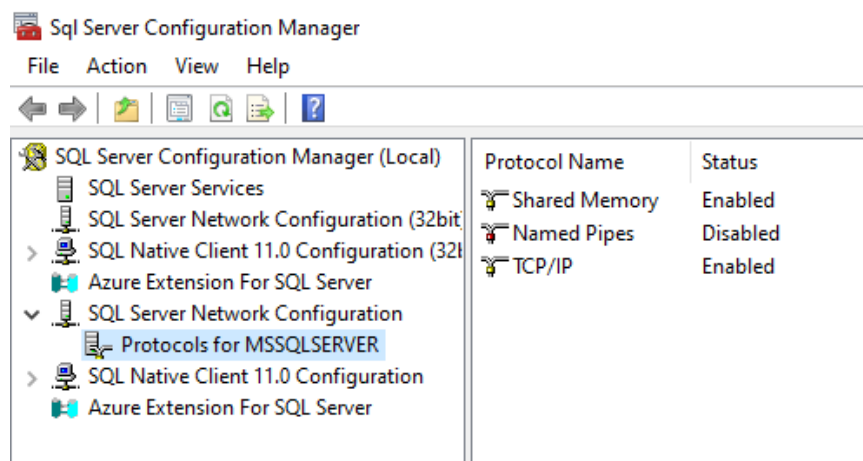 Sql Server Configuration Manager
File Action View Help
SQL Server Configuration Manager (Local)
SQL Server Services
SQL Server Network Configuration (32bit
SQL Native Client 11.0 Configuration (32b
Azure Extension For SQL Server
SQL Server Network Configuration
Protocols for MSSQLSERVER
SQL Native Client 11.0 Configuration
Azure Extension For SQL Server
Protocol Name Status
Shared Memory Enabled
Named Pipes Disabled
TCP/IP Enabled